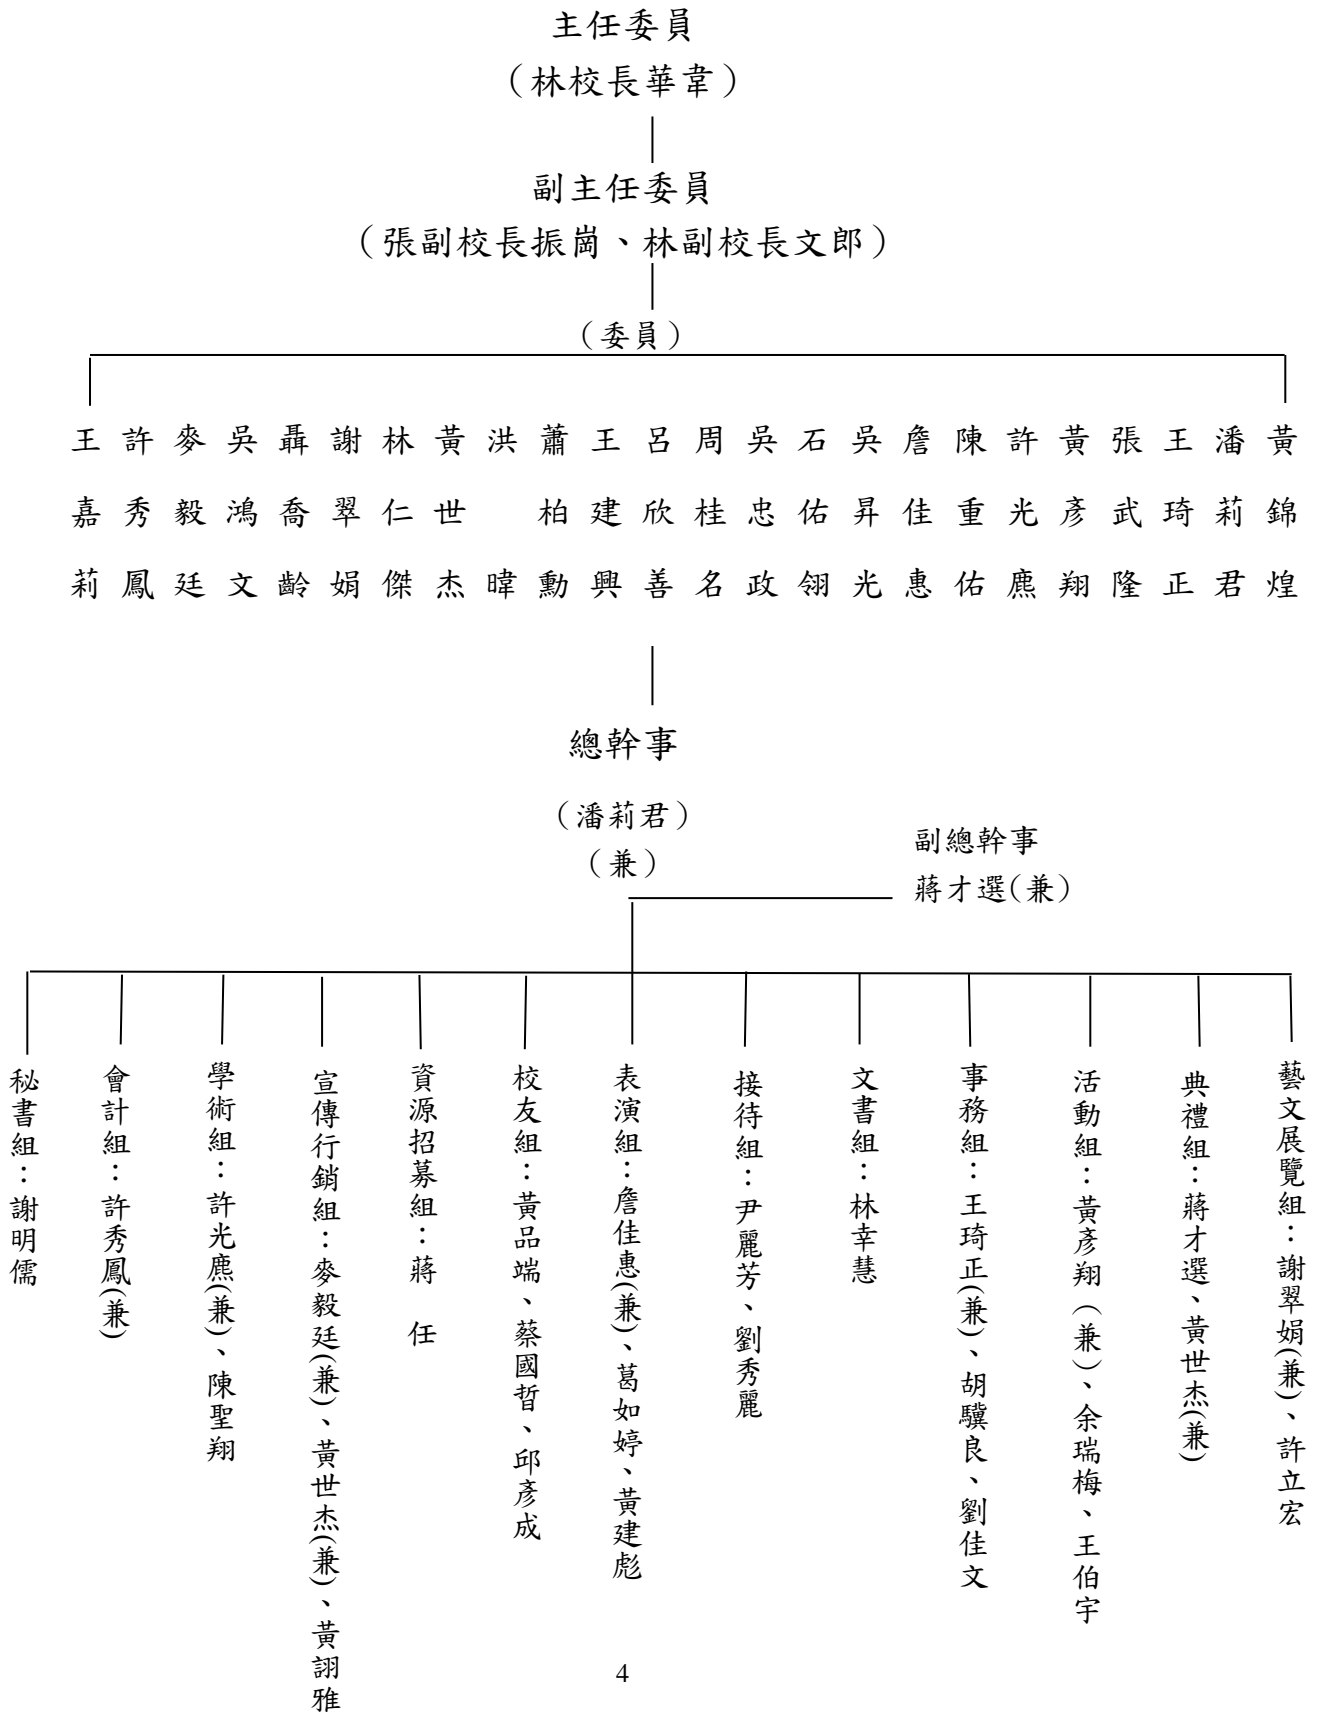 主任委員
（林校長華韋）
副主任委員
（張副校長振崗、林副校長文郎）
（委員）
王嘉莉
許秀鳳
麥毅廷
吳鴻文
聶喬齡
謝翠娟
林仁傑
黃世杰
洪暐
蕭柏勳
王建興
呂欣善
周桂名
吳忠政
石佑翎
吳昇光
詹佳惠
陳重佑
許光麃
黃彥翔
張武隆
王琦正
潘莉君
黃錦煌
總幹事
（潘莉君）
（兼）
副總幹事
蔣才選(兼)
秘書組：謝明儒
會計組：許秀鳳(兼)
學術組：許光麃(兼)、陳聖翔
宣傳行銷組：麥毅廷(兼)、黃世杰(兼)、黃詡雅
資源招募組：蔣　任
校友組：黃品端、蔡國晢、邱彥成
表演組：詹佳惠(兼)、葛如婷、黃建彪
接待組：尹麗芳、劉秀麗
文書組：林幸慧
事務組：王琦正(兼)、胡驥良、劉佳文
活動組：黃彥翔（兼）、余瑞梅、王伯宇
典禮組：蔣才選、黃世杰(兼)
藝文展覽組：謝翠娟(兼)、許立宏
4